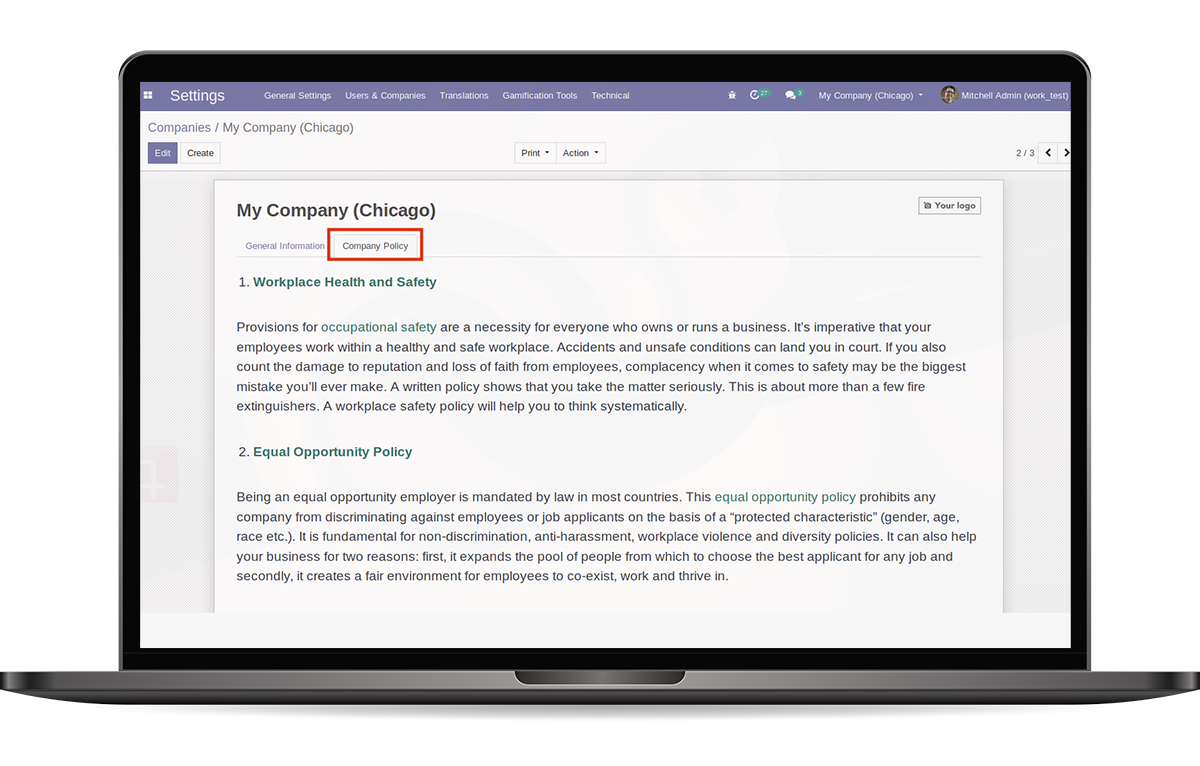 Settings General Settings Users & Companies Translations Gamification Tools Technical 27 3 My Company (Chicago) Mitchell Admin (work_test)
Companies / My Company (Chicago)
Edit Create Print Action 2 / 3
My Company (Chicago) Your logo
General Information Company Policy
1. Workplace Health and Safety
Provisions for occupational safety are a necessity for everyone who owns or runs a business. It’s imperative that your
employees work within a healthy and safe workplace. Accidents and unsafe conditions can land you in court. If you also
count the damage to reputation and loss of faith from employees, complacency when it comes to safety may be the biggest
mistake you’ll ever make. A written policy shows that you take the matter seriously. This is about more than a few fire
extinguishers. A workplace safety policy will help you to think systematically.
2. Equal Opportunity Policy
Being an equal opportunity employer is mandated by law in most countries. This equal opportunity policy prohibits any
company from discriminating against employees or job applicants on the basis of a “protected characteristic” (gender, age,
race etc.). It is fundamental for non-discrimination, anti-harassment, workplace violence and diversity policies. It can also help
your business for two reasons: first, it expands the pool of people from which to choose the best applicant for any job and
secondly, it creates a fair environment for employees to co-exist, work and thrive in.